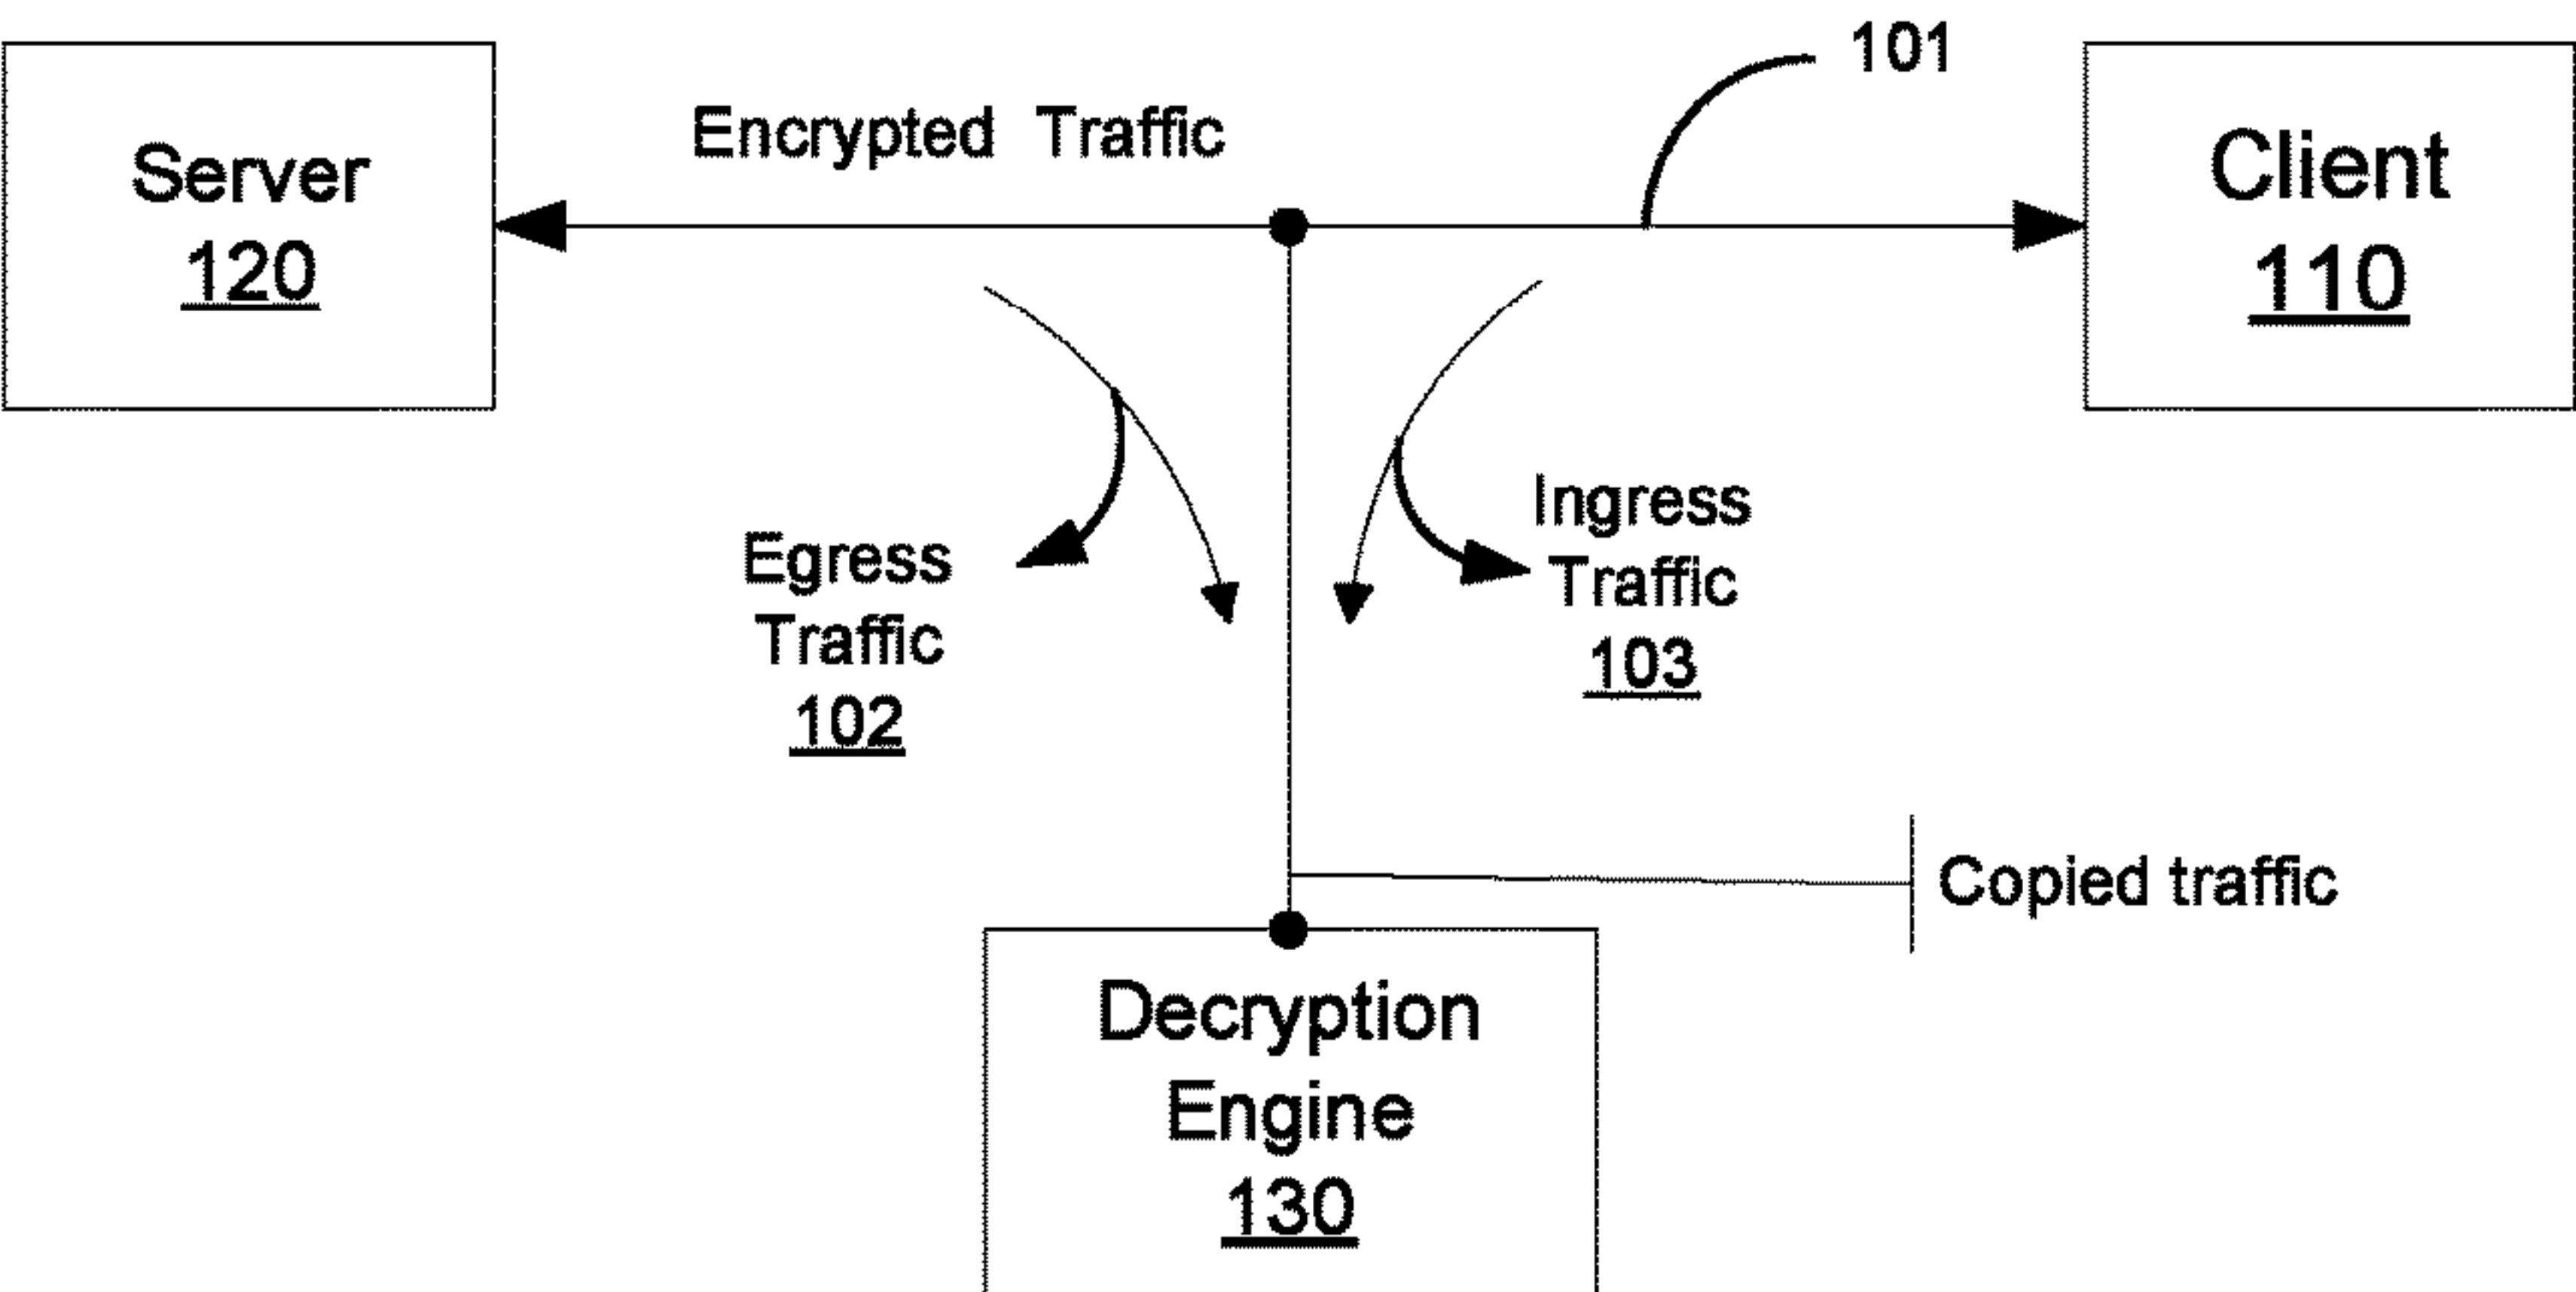 101
Server
120
Encrypted Traffic
Client
110
Egress
Traffic
102
Ingress
Traffic
103
Copied traffic
Decryption
Engine
130